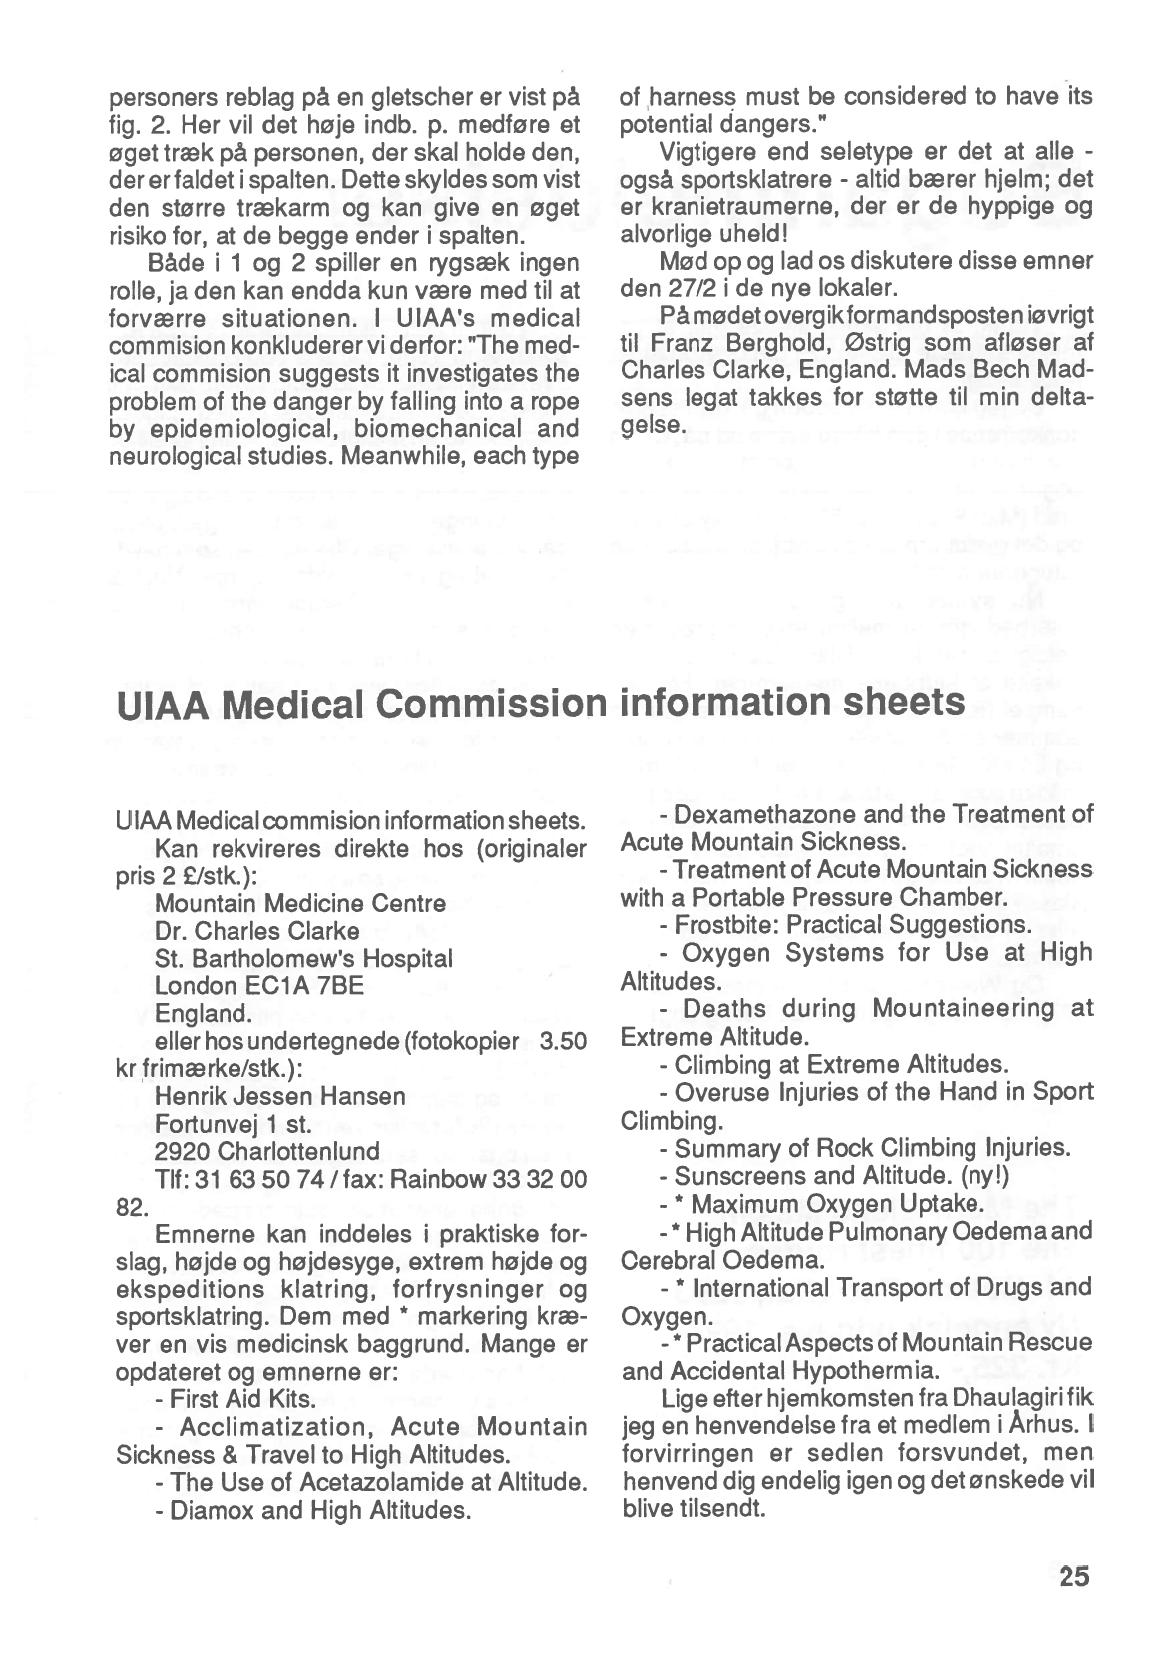 personers reblag på en gletscher er vist på
fig. 2. Her vil det høje indb. p. medføre et
øget træk på personen, der skal holde den,
der er faldet i spalten. Dette skyldes som vist
den større trækarm og kan give en øget
risiko for, at de begge ender i spalten.
Både i 1 og 2 spiller en rygsæk ingen
rolle, ja den kan endda kun være med til at
forværre situationen. I UIAA's medical
commision konkluderer vi derfor: "The med-
ical commision suggests it investigates the
problem of the danger by falling into a rope
by epidemiological, biomechanical and
neurological studies. Meanwhile, each type
of harness must be considered to have its
potential dangers."
Vigtigere end seletype er det at alle -
også sportsklatrere - altid bærer hjelm; det
er kranietraumerne, der er de hyppige og
alvorlige uheld!
Mød op og lad os diskutere disse emner
den 27/2 i de nye lokaler.
På mødet overgik formandsposten iøvrigt
til Franz Berghold, Østrig som afløser af
Charles Clarke, England. Mads Bech Mad-
sens legat takkes for støtte til min delta-
gelse.
UIAA Medical Commission information sheets
UIAA Medical commision information sheets.
Kan rekvireres direkte hos (originaler
pris 2 £/stk.):
Mountain Medicine Centre
Dr. Charles Clarke
St. Bartholomew's Hospital
London EC1A 7BE
England.
eller hos undertegnede (fotokopier 3.50
kr frimærke/stk.):
Henrik Jessen Hansen
Fortunvej 1 st.
2920 Charlottenlund
Tlf: 31 63 50 74 / fax: Rainbow 33 32 00
82.
Emnerne kan inddeles i praktiske for-
slag, højde og højdesyge, extrem højde og
ekspeditions klatring, forfrysninger og
sportsklatring. Dem med * markering kræ-
ver en vis medicinsk baggrund. Mange er
opdateret og emnerne er:
- First Aid Kits.
- Acclimatization, Acute Mountain
Sickness & Travel to High Altitudes.
- The Use of Acetazolamide at Altitude.
- Diamox and High Altitudes.
- Dexamethazone and the Treatment of
Acute Mountain Sickness.
- Treatment of Acute Mountain Sickness
with a Portable Pressure Chamber.
- Frostbite: Practical Suggestions.
- Oxygen Systems for Use at High
Altitudes.
- Deaths during Mountaineering at
Extreme Altitude.
- Climbing at Extreme Altitudes.
- Overuse Injuries of the Hand in Sport
Climbing.
- Summary of Rock Climbing Injuries.
- Sunscreens and Altitude. (ny!)
- * Maximum Oxygen Uptake.
- * High Altitude Pulmonary Oedema and
Cerebral Oedema.
- * International Transport of Drugs and
Oxygen.
- * Practical Aspects of Mountain Rescue
and Accidental Hypothermia.
Lige efter hjemkomsten fra Dhaulagiri fik
jeg en henvendelse fra et medlem i Århus. I
forvirringen er sedlen forsvundet, men
henvend dig endelig igen og det ønskede vil
blive tilsendt.
25